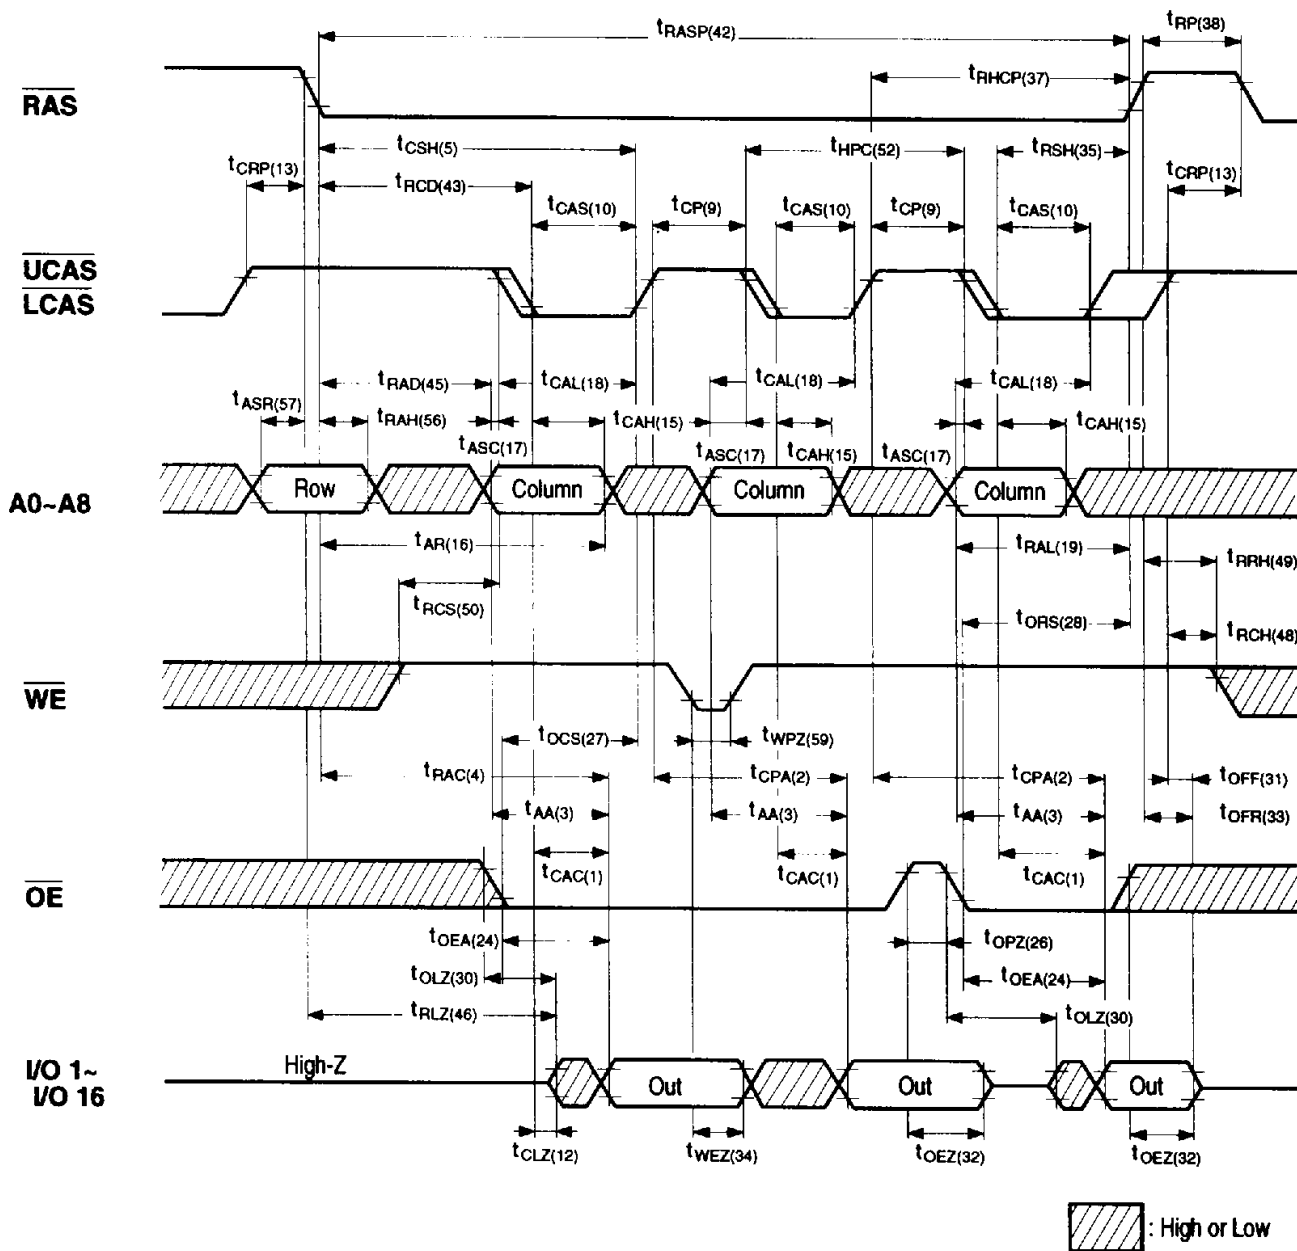 tRASP(42) tRP(38)
tRHCP(37)
RAS
tCSH(5) tHPC(52) tRSH(35)
tCRP(13) tRCD(43) tCRP(13)
tCAS(10) tCP(9) tCAS(10) tCP(9) tCAS(10)
UCAS
LCAS
tRAD(45) tCAL(18) tCAL(18) tCAL(18)
tASR(57) tRAH(56) tCAH(15) tCAH(15)
tASC(17) tASC(17) tCAH(15) tASC(17)
A0~A8 Row Column Column Column
tAR(16) tRAL(19) tRRH(49)
tRCS(50)
tORS(28) tRCH(48)
WE
tOCS(27) tWPZ(59)
tRAC(4) tCPA(2) tCPA(2) tOFF(31)
tAA(3) tAA(3) tAA(3) tOFR(33)
tCAC(1) tCAC(1) tCAC(1)
OE
tOEA(24) tOPZ(26)
tOLZ(30) tOEA(24)
tRLZ(46) tOLZ(30)
I/O 1~
I/O 16
High-Z Out Out Out
tCLZ(12) tWEZ(34) tOEZ(32) tOEZ(32)
: High or Low